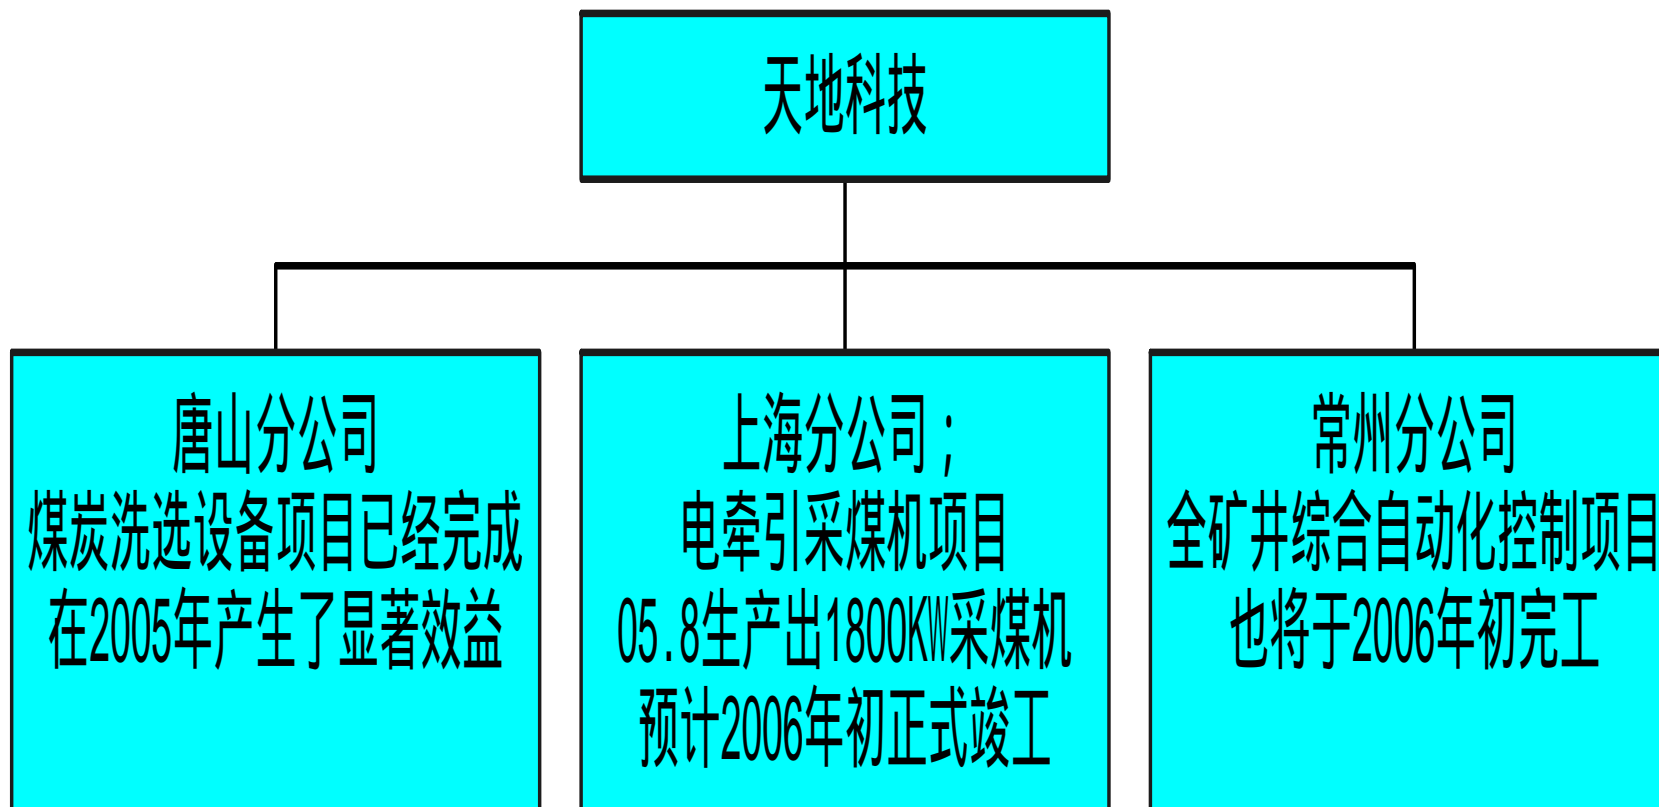 天地科技
唐山分公司
煤炭洗选设备项目已经完成
在2005年产生了显著效益
上海分公司；
电牵引采煤机项目
05.8生产出1800KW采煤机
预计2006年初正式竣工
常州分公司
全矿井综合自动化控制项目
也将于2006年初完工